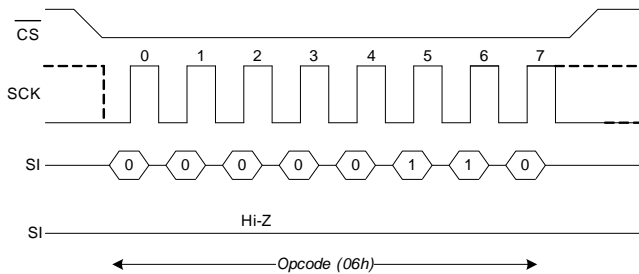 CS
0 1 2 3 4 5 6 7
SCK
SI 0 0 0 0 0 1 1 0
Hi-Z
SI
Opcode (06h)